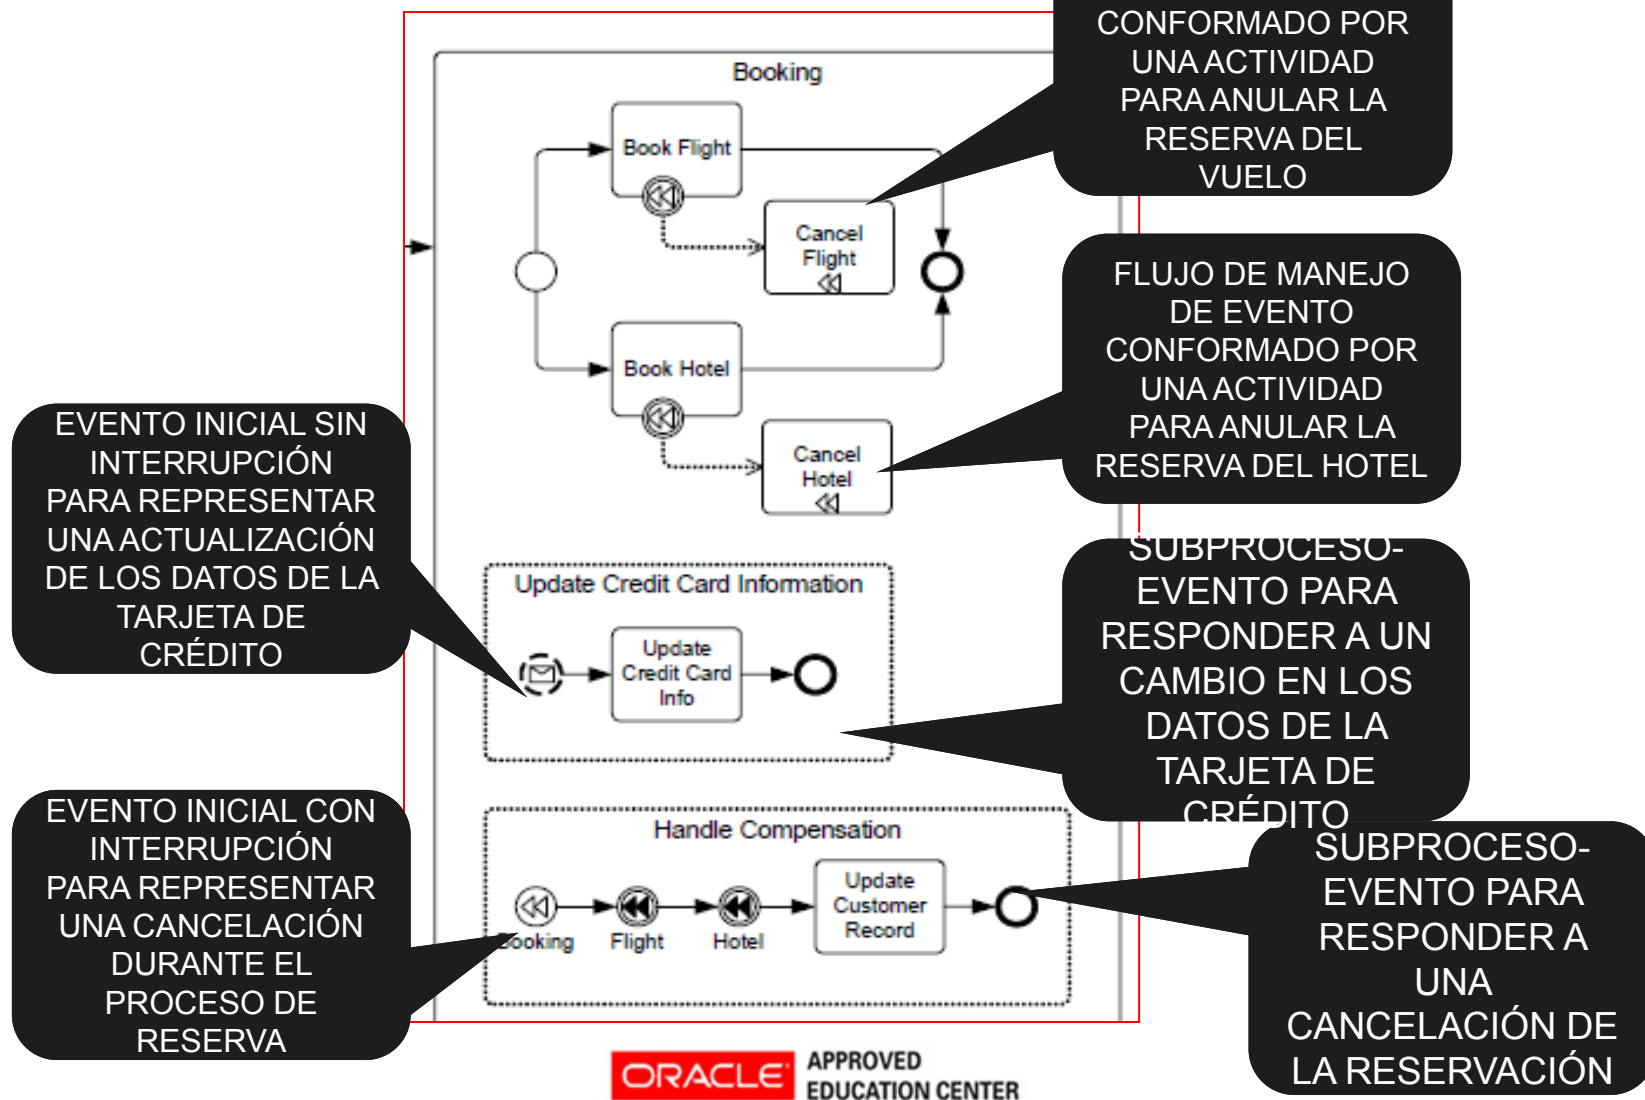 CONFORMADO POR
UNA ACTIVIDAD
PARA ANULAR LA
RESERVA DEL
VUELO
Booking
Book Flight
Cancel
Flight
FLUJO DE MANEJO
DE EVENTO
CONFORMADO POR
UNA ACTIVIDAD
PARA ANULAR LA
RESERVA DEL HOTEL
Book Hotel
Cancel
Hotel
EVENTO INICIAL SIN
INTERRUPCIÓN
PARA REPRESENTAR
UNA ACTUALIZACIÓN
DE LOS DATOS DE LA
TARJETA DE
CRÉDITO
SUBPROCESO-
EVENTO PARA
RESPONDER A UN
CAMBIO EN LOS
DATOS DE LA
TARJETA DE
CRÉDITO
Update Credit Card Information
Update
Credit Card
Info
EVENTO INICIAL CON
INTERRUPCIÓN
PARA REPRESENTAR
UNA CANCELACIÓN
DURANTE EL
PROCESO DE
RESERVA
Handle Compensation
Booking
Flight
Hotel
Update
Customer
Record
SUBPROCESO-
EVENTO PARA
RESPONDER A
UNA
CANCELACIÓN DE
LA RESERVACIÓN
ORACLE
APPROVED
EDUCATION CENTER